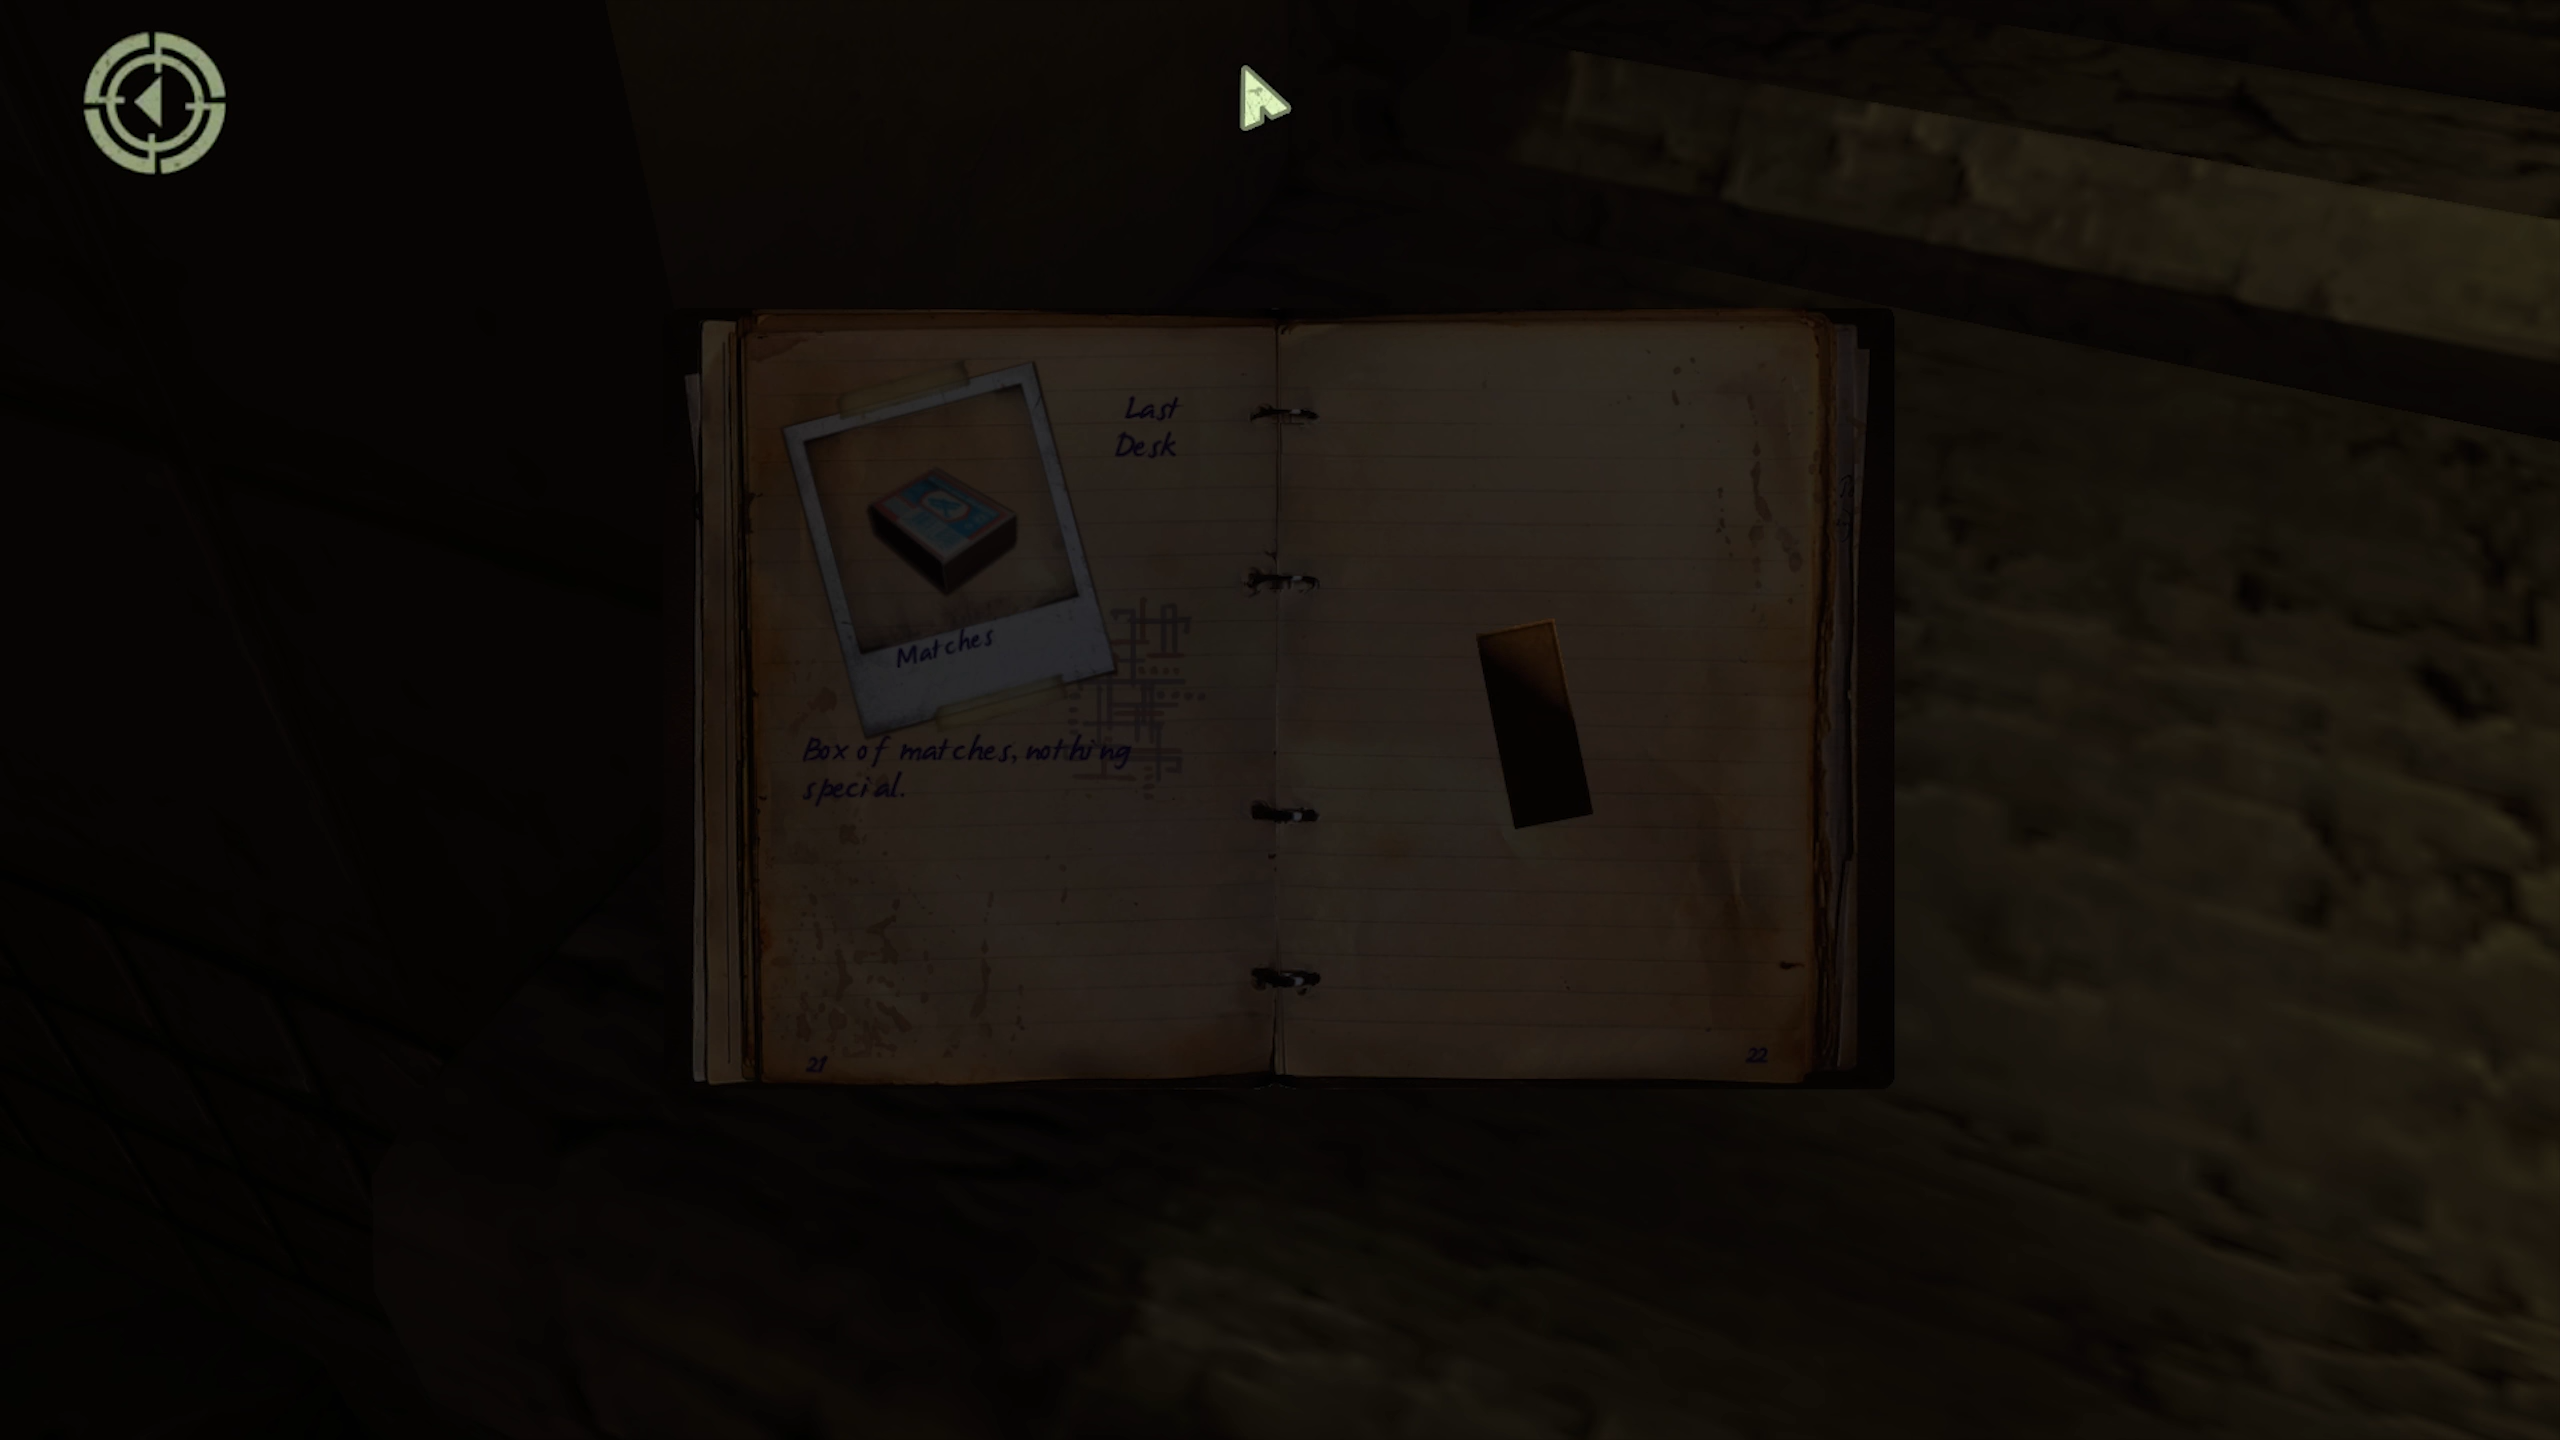 Last
Desk
Matches
Box of matches, nothing
special.
21
22